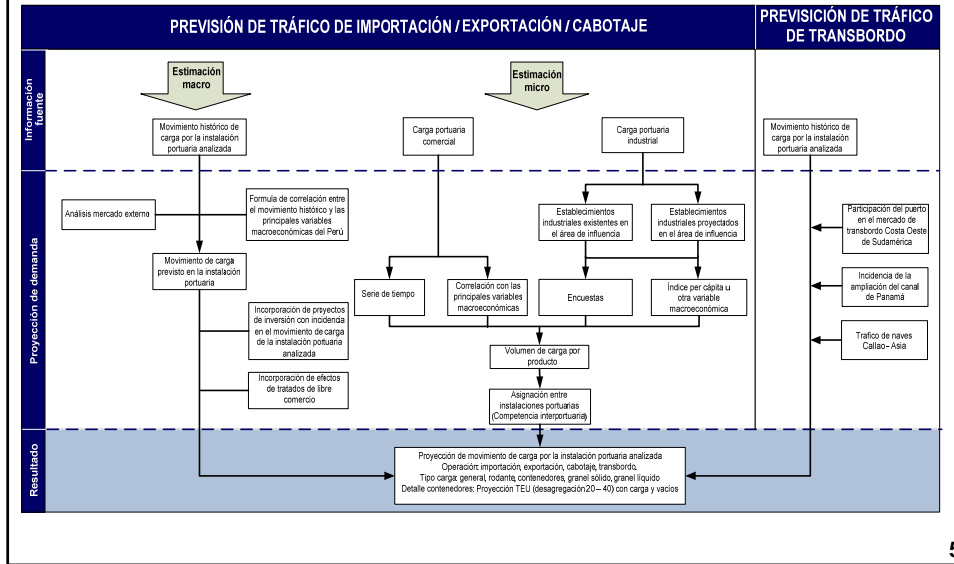 PREVISIÓN DE TRÁFICO DE IMPORTACIÓN / EXPORTACIÓN / CABOTAJE
PREVISICIÓN DE TRÁFICO
DE TRANSBORDO
Información
fuente
Estimación
macro
Estimación
micro
Movimiento histórico de
carga por la instalación
portuaria analizada
Carga portuaria
comercial
Carga portuaria
industrial
Movimiento histórico de
carga por la instalación
portuaria analizada
Proyección de demanda
Análisis mercado externo
Formula de correlación entre
el movimiento histórico y las
principales variables
macroeconómicas del Perú
Establecimientos
industriales existentes en
el área de influencia
Establecimientos
industriales proyectados
en el área de influencia
Participación del puerto
en el mercado de
transbordo Costa Oeste
de Sudamérica
Movimiento de carga
previsto en la instalación
portuaria
Serie de tiempo
Correlación con las
principales variables
macroeconómicas
Encuestas
Índice per cápita u
otra variable
macroeconómica
Incidencia de la
ampliación del canal
de Panamá
Incorporación de proyectos
de inversión con incidencia
en el movimiento de carga
de la instalación portuaria
analizada
Trafico de naves
Callao– Asia
Volumen de carga por
producto
Incorporación de efectos
de tratados de libre
comercio
Asignación entre
instalaciones portuarias
(Competencia interportuaria)
Resultado
Proyección de movimiento de carga por la instalación portuaria analizada
Operación: importación, exportación, cabotaje, transbordo.
Tipo carga: general, rodante, contenedores, granel sólido, granel líquido
Detalle contenedores: Proyección TEU (desagregación 20 – 40) con carga y vacíos
5